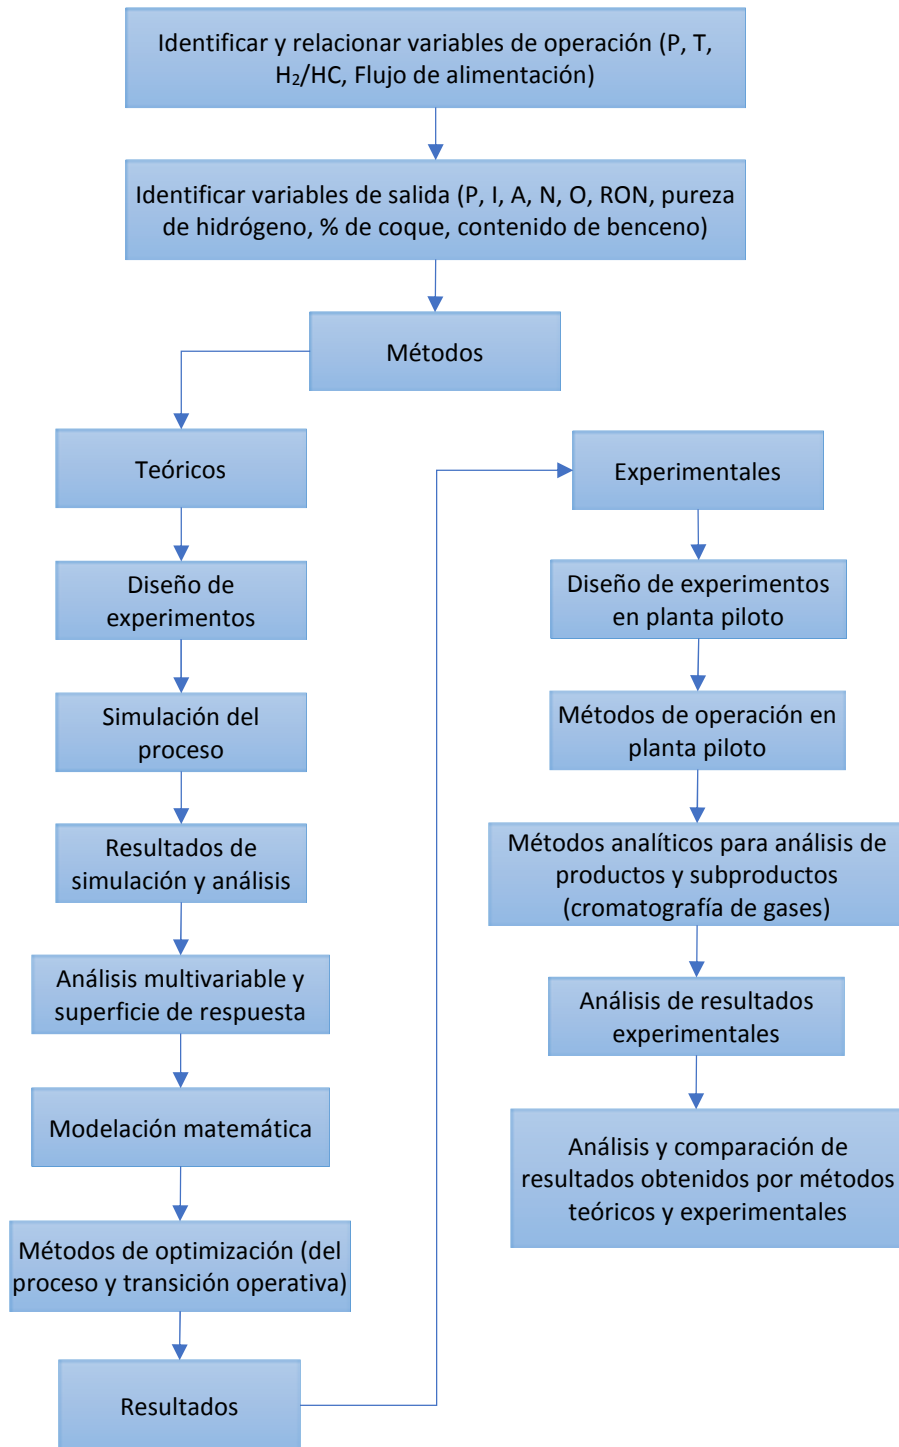 Identificar y relacionar variables de operación (P, T,
H₂/HC, Flujo de alimentación)
Identificar variables de salida (P, I, A, N, O, RON, pureza
de hidrógeno, % de coque, contenido de benceno)
Métodos
Teóricos
Diseño de
experimentos
Simulación del
proceso
Resultados de
simulación y análisis
Análisis multivariable y
superficie de respuesta
Modelación matemática
Métodos de optimización (del
proceso y transición operativa)
Resultados
Experimentales
Diseño de experimentos
en planta piloto
Métodos de operación en
planta piloto
Métodos analíticos para análisis de
productos y subproductos
(cromatografía de gases)
Análisis de resultados
experimentales
Análisis y comparación de
resultados obtenidos por métodos
teóricos y experimentales